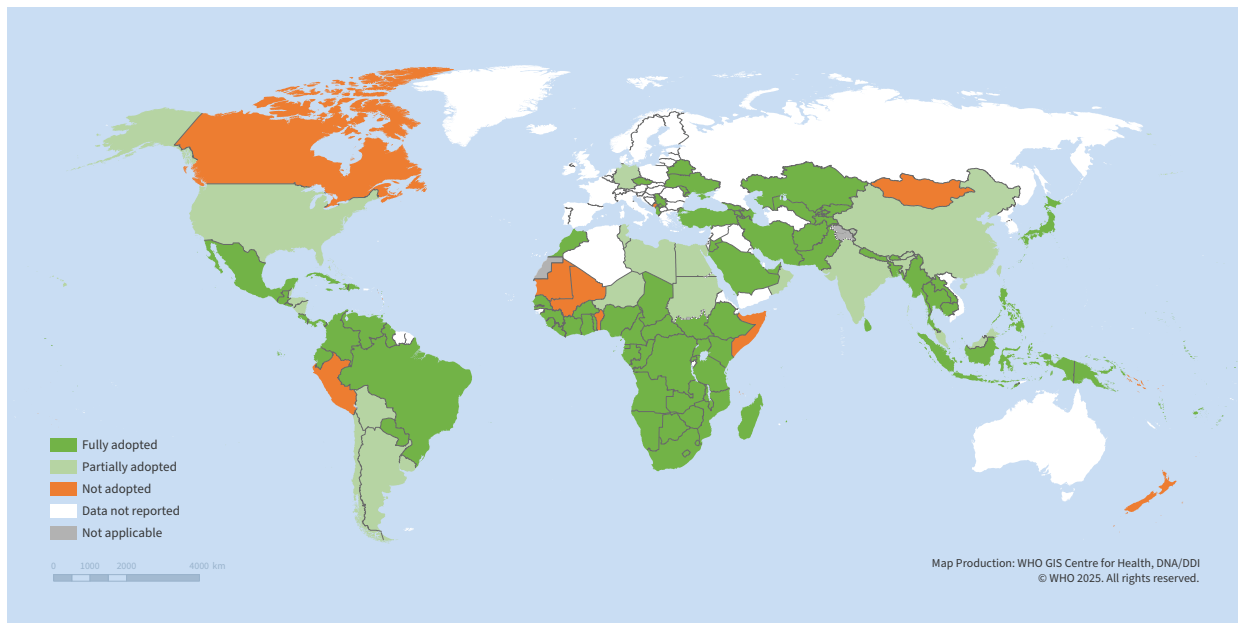 Fully adopted
Partially adopted
Not adopted
Data not reported
Not applicable
0 1000 2000 4000 km
Map Production: WHO GIS Centre for Health, DNA/DDI
© WHO 2025. All rights reserved.